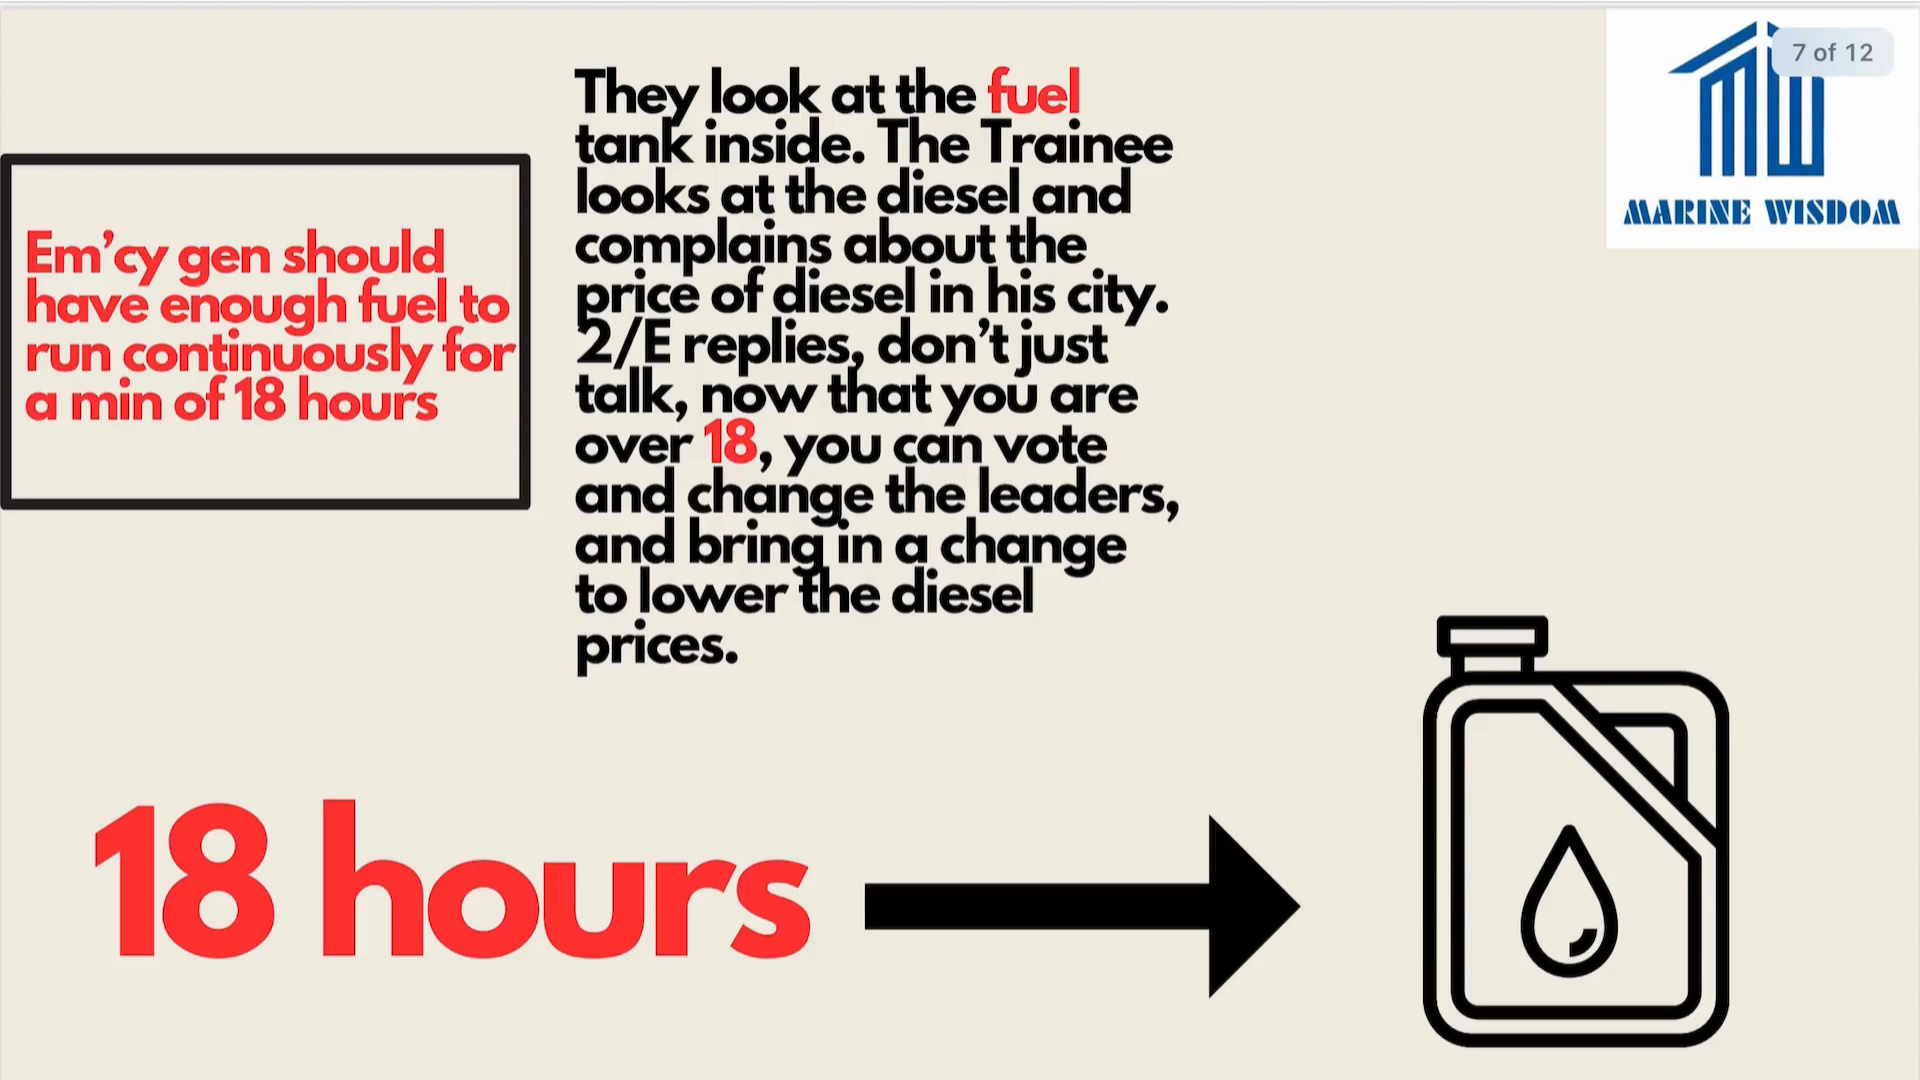 7 of 12
MARINE WISDOM
Em’cy gen should
have enough fuel to
run continuously for
a min of 18 hours
They look at the fuel
tank inside. The Trainee
looks at the diesel and
complains about the
price of diesel in his city.
2/E replies, don’t just
talk, now that you are
over 18, you can vote
and change the leaders,
and bring in a change
to lower the diesel
prices.
18 hours